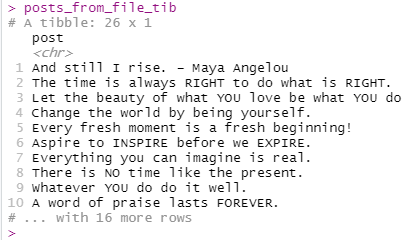 > posts_from_file_tib
# A tibble: 26 x 1
post
<chr>
1 And still I rise. – Maya Angelou
2 The time is always RIGHT to do what is RIGHT.
3 Let the beauty of what YOU love be what YOU do
4 Change the world by being yourself.
5 Every fresh moment is a fresh beginning!
6 Aspire to INSPIRE before we EXPIRE.
7 Everything you can imagine is real.
8 There is NO time like the present.
9 Whatever YOU do do it well.
10 A word of praise lasts FOREVER.
# ... with 16 more rows
>